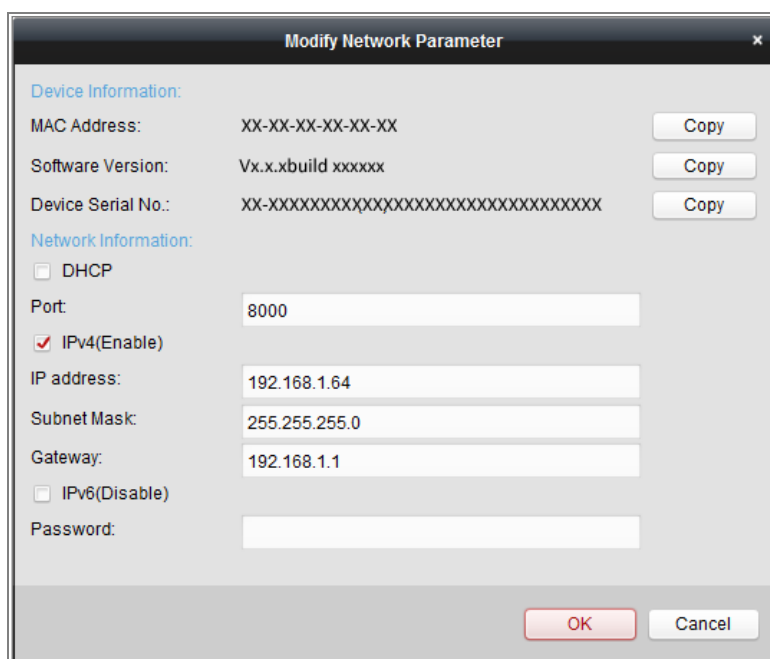 Modify Network Parameter ×
Device Information:
MAC Address: XX-XX-XX-XX-XX-XX Copy
Software Version: Vx.x.xbuild xxxxxx Copy
Device Serial No.: XX-XXXXXXXXXXXXXXXXXXXXXXXXXXXXXXXX Copy
Network Information:
DHCP
Port: 8000
IPv4(Enable)
IP address: 192.168.1.64
Subnet Mask: 255.255.255.0
Gateway: 192.168.1.1
IPv6(Disable)
Password:
OK Cancel